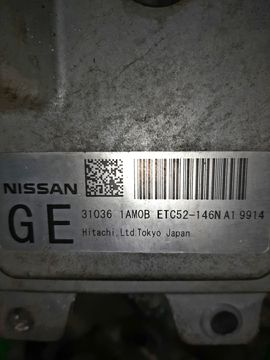 NISSAN
GE
31036 1AM0B ETC52-146N A1 9914
Hitachi,Ltd.Tokyo Japan